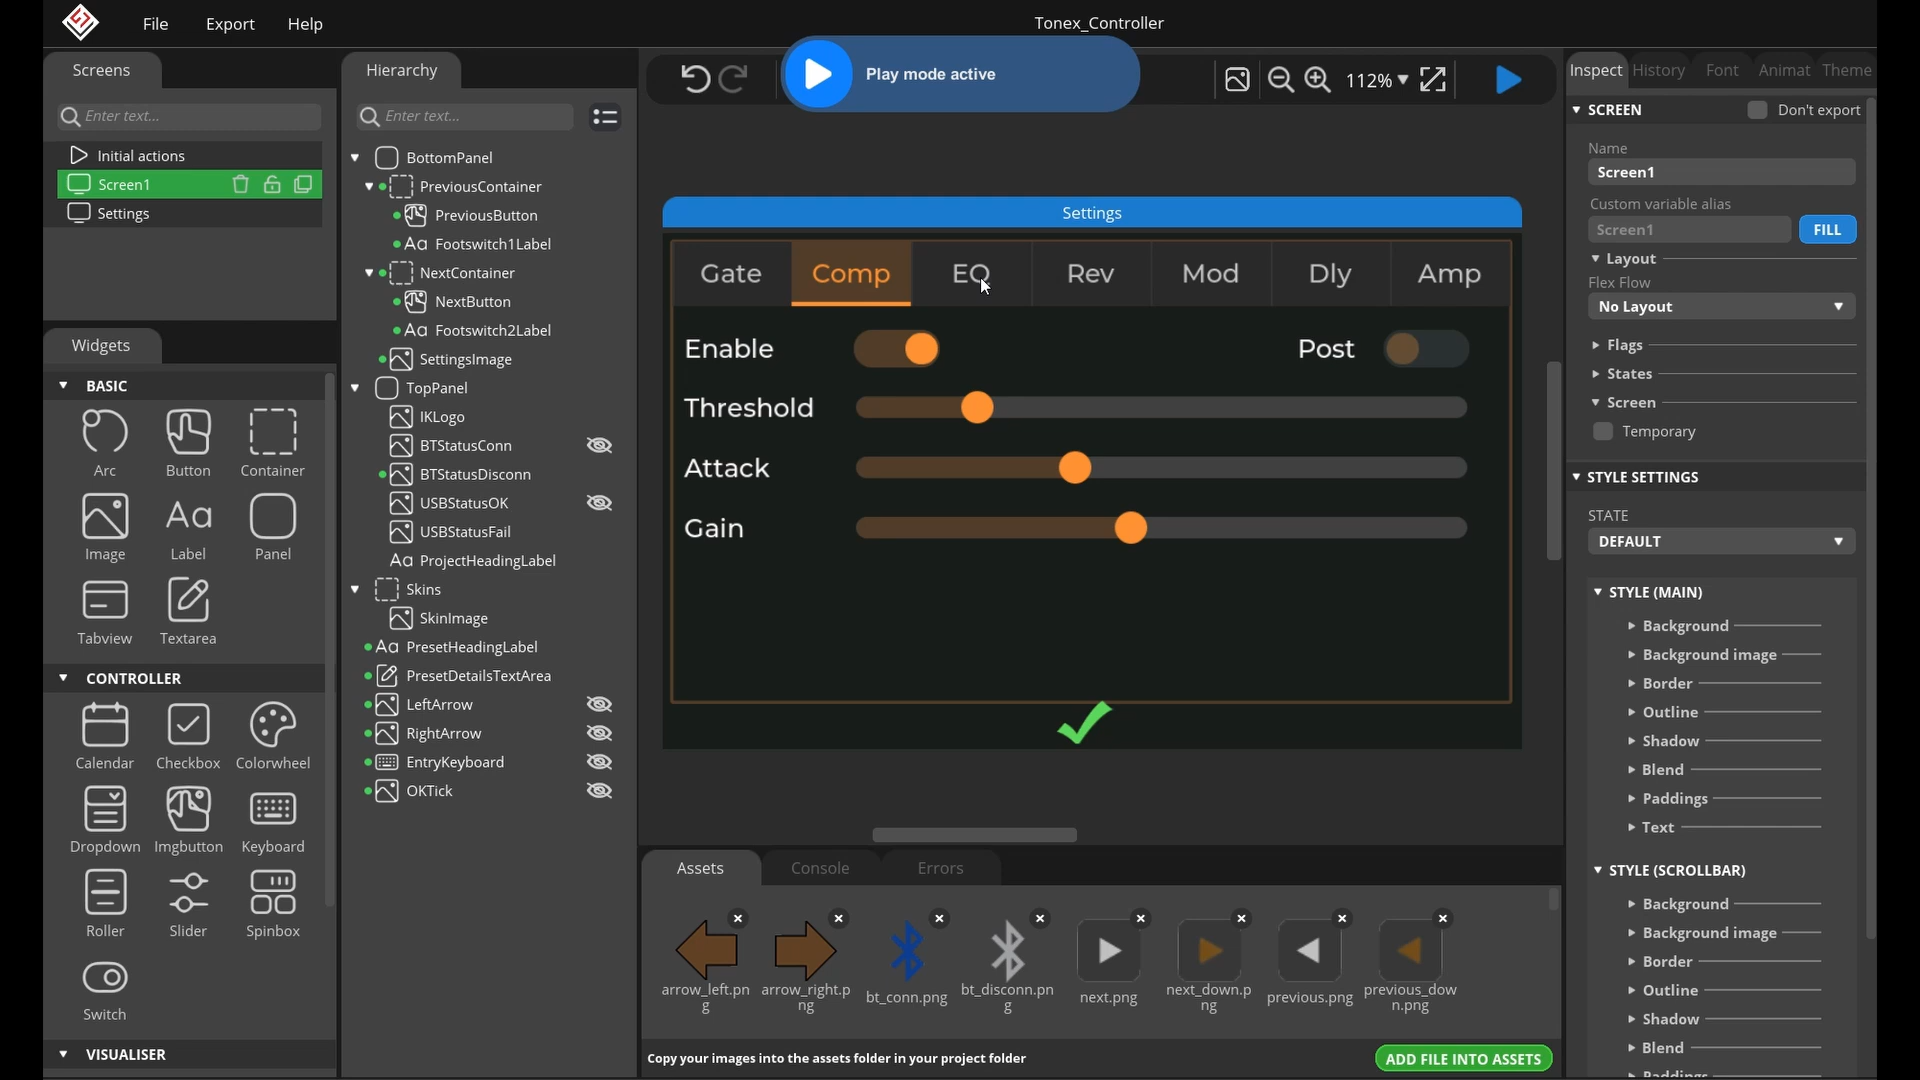 File Export Help
Tonex_Controller
Play mode active
112%
Screens
Enter text...
Initial actions
Screen1
Settings
Widgets
BASIC
Arc Button Container
Image Label Panel
Tabview Textarea
CONTROLLER
Calendar Checkbox Colorwheel
Dropdown Imgbutton Keyboard
Roller Slider Spinbox
Switch
VISUALISER
Hierarchy
Enter text...
BottomPanel
PreviousContainer
PreviousButton
Aa Footswitch1Label
NextContainer
NextButton
Aa Footswitch2Label
SettingsImage
TopPanel
IKLogo
BTStatusConn
BTStatusDisconn
USBStatusOK
USBStatusFail
Aa ProjectHeadingLabel
Skins
SkinImage
Aa PresetHeadingLabel
PresetDetailsTextArea
LeftArrow
RightArrow
EntryKeyboard
OKTick
Settings
Gate Comp EQ Rev Mod Dly Amp
Enable Post
Threshold
Attack
Gain
Assets Console Errors
arrow_left.pn
g
arrow_right.p
ng
bt_conn.png
bt_disconn.pn
g
next.png
next_down.p
ng
previous.png
previous_dow
n.png
Copy your images into the assets folder in your project folder
ADD FILE INTO ASSETS
Inspect History Font Animat Theme
SCREEN Don't export
Name
Screen1
Custom variable alias
Screen1 FILL
Layout
Flex Flow
No Layout
Flags
States
Screen
Temporary
STYLE SETTINGS
STATE
DEFAULT
STYLE (MAIN)
Background
Background image
Border
Outline
Shadow
Blend
Paddings
Text
STYLE (SCROLLBAR)
Background
Background image
Border
Outline
Shadow
Blend
Paddings